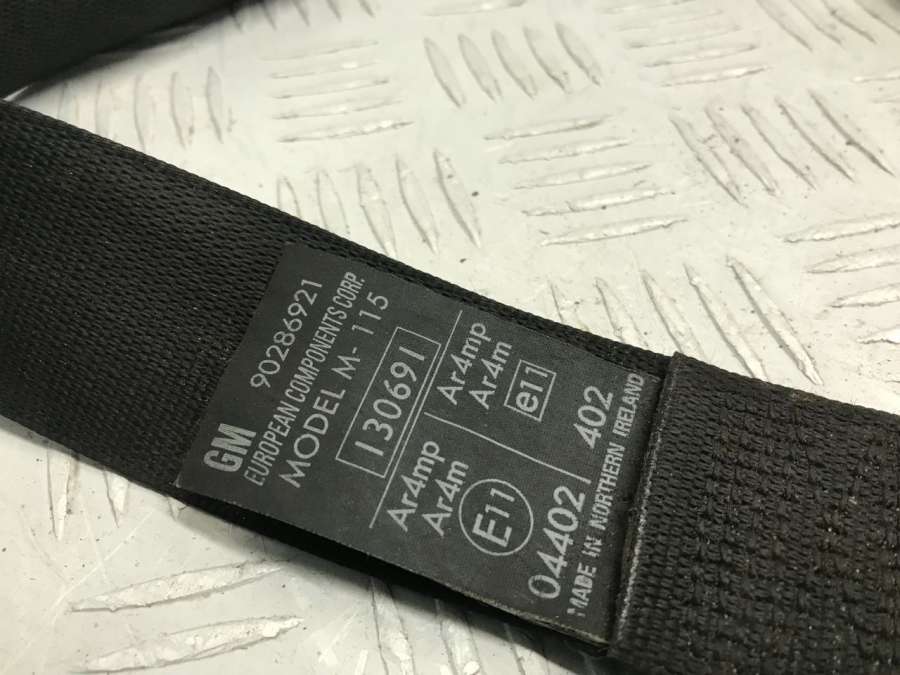 GM 90286921
EUROPEAN COMPONENTS CORP.
MODEL M-115
130691
Ar4mp
Ar4m
E11
Ar4mp
Ar4m
e11
04402
402
MADE IN NORTHERN IRELAND